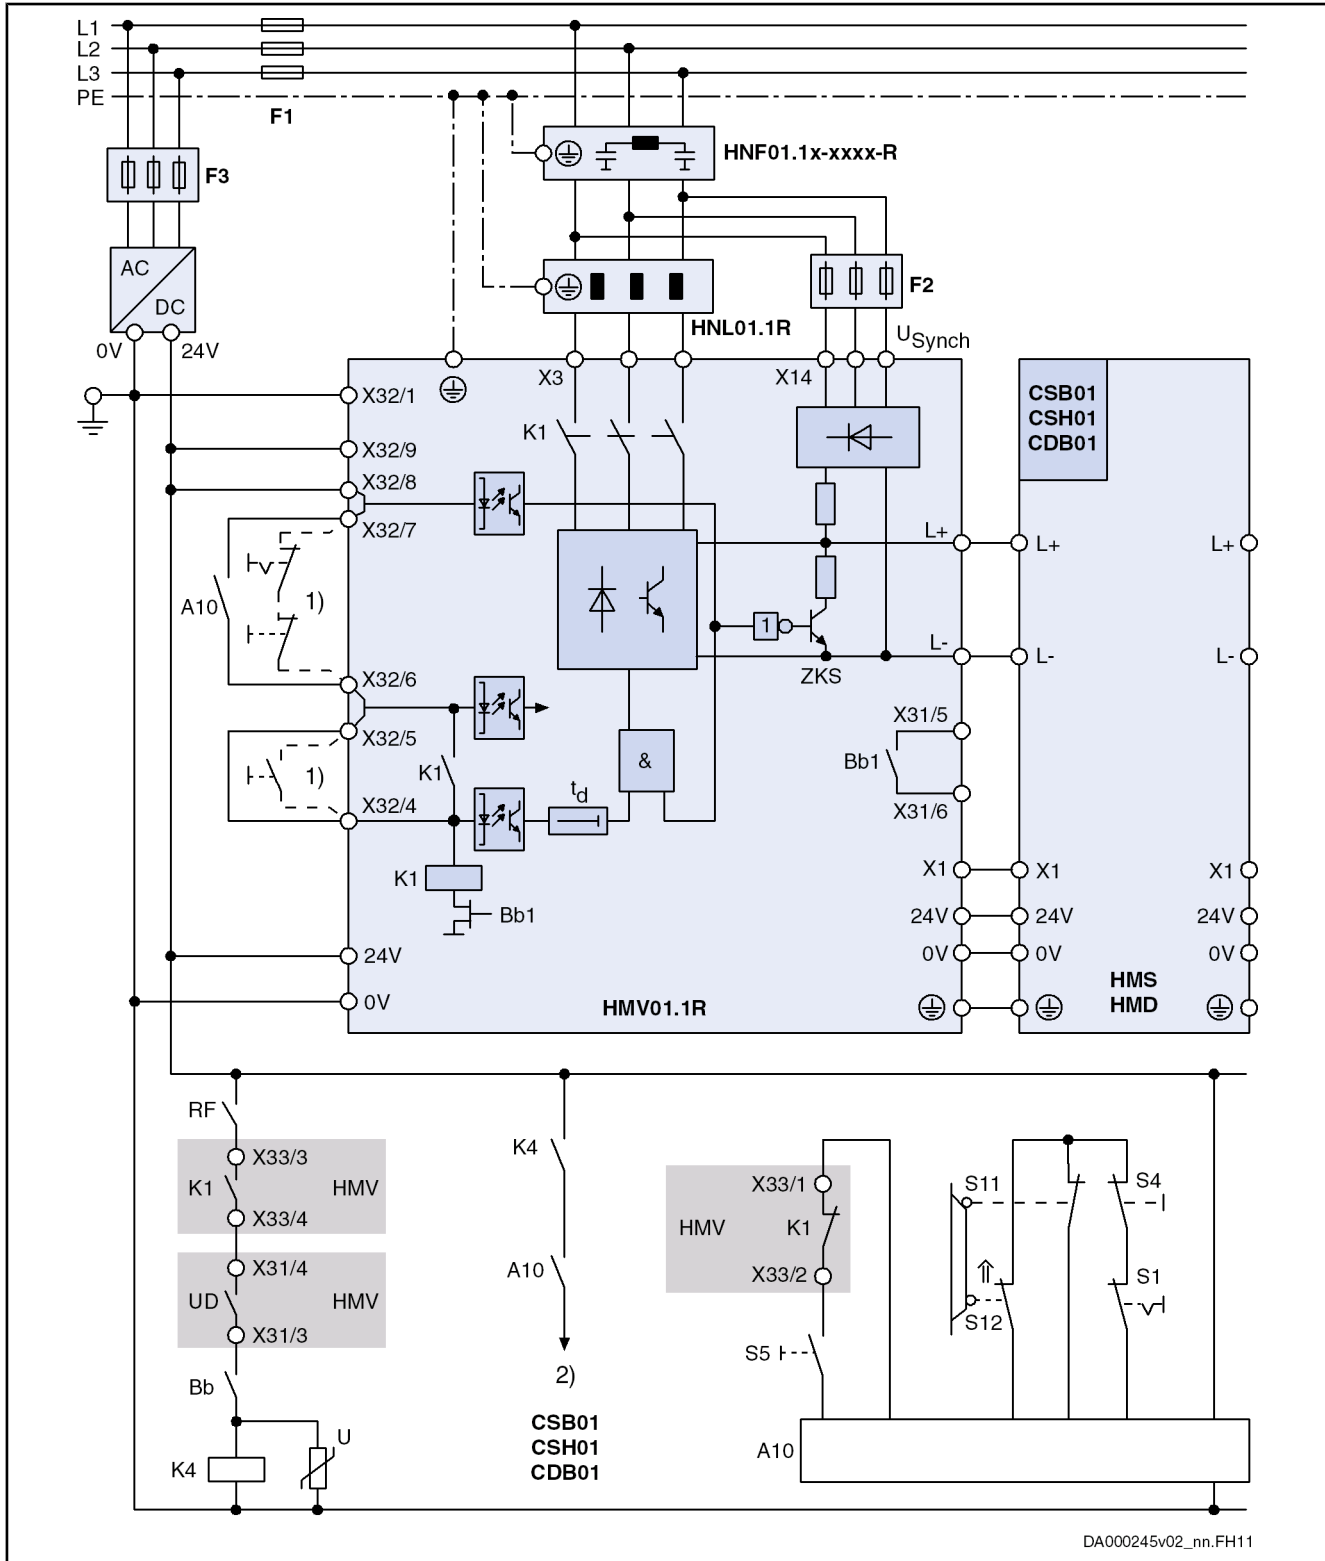 L1
L2
L3
PE
F1
F3
HNF01.1x-xxxx-R
AC
DC
0V 24V
F2
HNL01.1R
USynch
X3 X14
X32/1
X32/9
X32/8
X32/7
K1
CSB01
CSH01
CDB01
L+ L+ L+
A10 1)
1
L- L- L-
ZKS
X32/6
X32/5
X31/5
Bb1
X31/6
K1
&
1)
td
X32/4
K1
Bb1
X1 X1 X1
24V 24V 24V
0V 0V 0V
24V
0V
HMV01.1R
HMS
HMD
RF
X33/3
K1 HMV
X33/4
X31/4
UD HMV
X31/3
Bb
K4
U
K4
A10
2)
CSB01
CSH01
CDB01
X33/1
HMV K1
X33/2
S5
S11
S4
S12
S1
A10
DA000245v02_nn.FH11